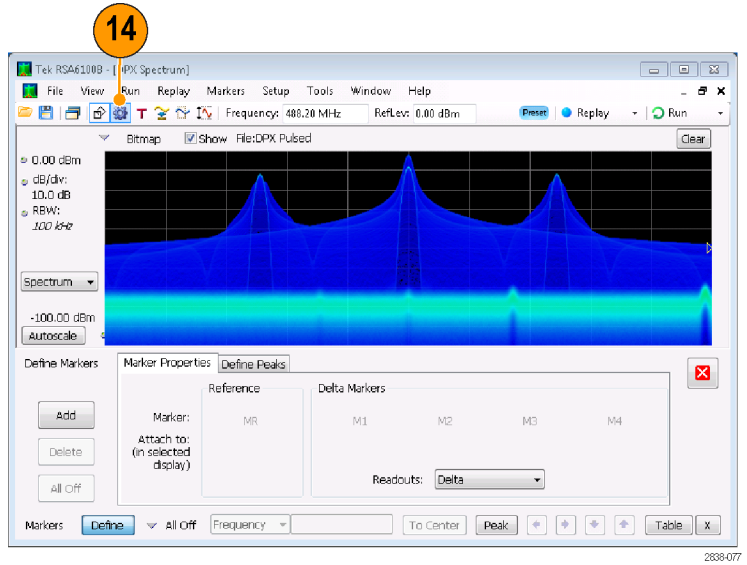 14
Tek RSA6100B - [DPX Spectrum]
File View Run Replay Markers Setup Tools Window Help
T Frequency: 488.20 MHz RefLev: 0.00 dBm Preset Replay Run
Bitmap Show File:DPX Pulsed Clear
0.00 dBm
dB/div:
10.0 dB
RBW:
100 kHz
Spectrum
-100.00 dBm
Autoscale
Define Markers Marker Properties Define Peaks
Reference Delta Markers
Add Marker: MR M1 M2 M3 M4
Attach to:
Delete (in selected
display)
All Off Readouts: Delta
Markers Define All Off Frequency To Center Peak Table X
2838-077